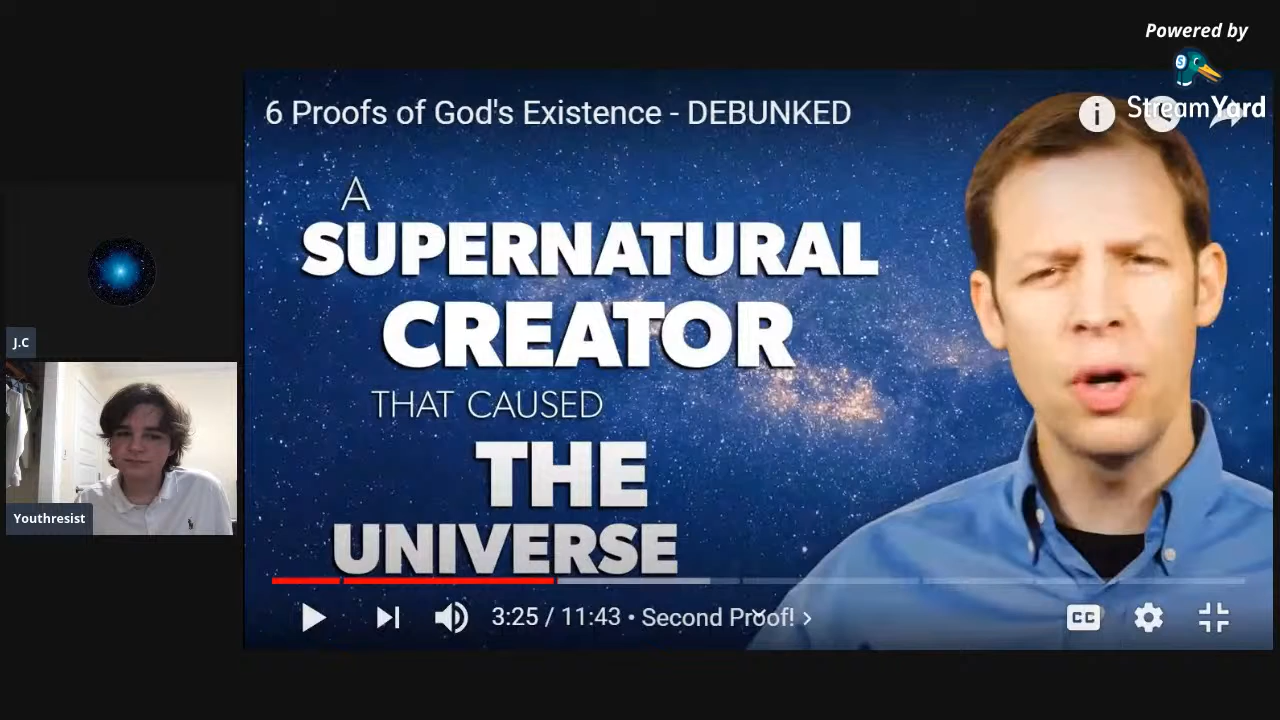 Powered by
StreamYard
6 Proofs of God's Existence - DEBUNKED
A
SUPERNATURAL
CREATOR
THAT CAUSED
THE
UNIVERSE
J.C
Youthresist
3:25 / 11:43 • Second Proof!
CC